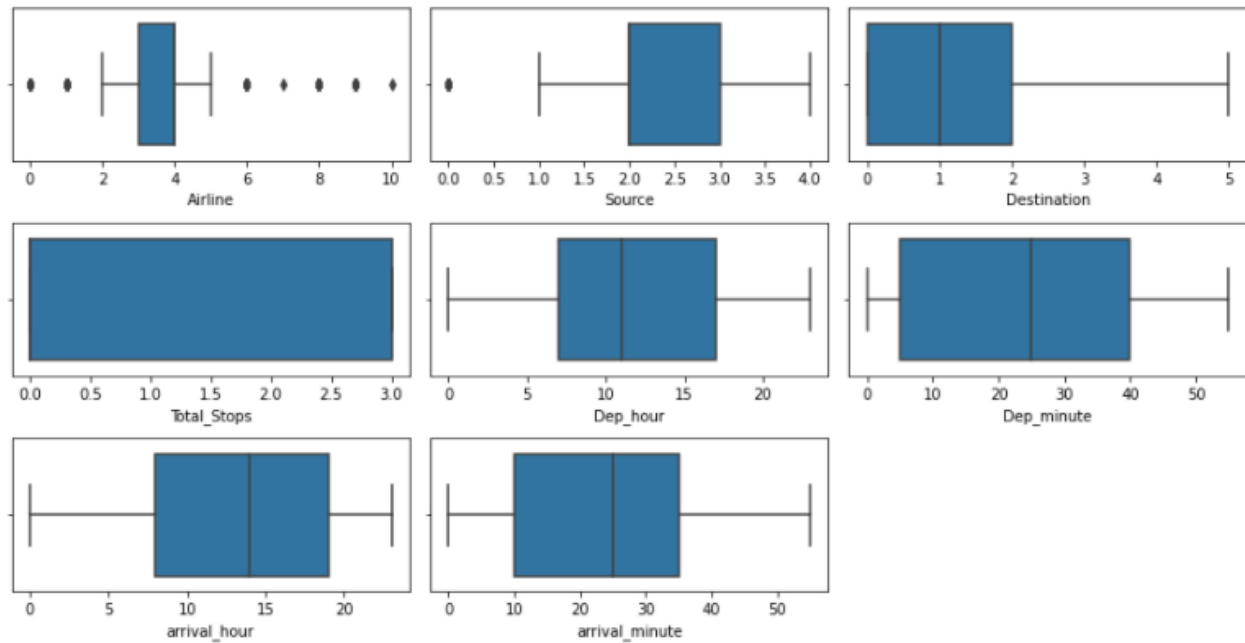 0 2 4 6 8 10
Airline
0.0 0.5 1.0 1.5 2.0 2.5 3.0 3.5 4.0
Source
0 1 2 3 4 5
Destination
0.0 0.5 1.0 1.5 2.0 2.5 3.0
Total_Stops
0 5 10 15 20
Dep_hour
0 10 20 30 40 50
Dep_minute
0 5 10 15 20
arrival_hour
0 10 20 30 40 50
arrival_minute